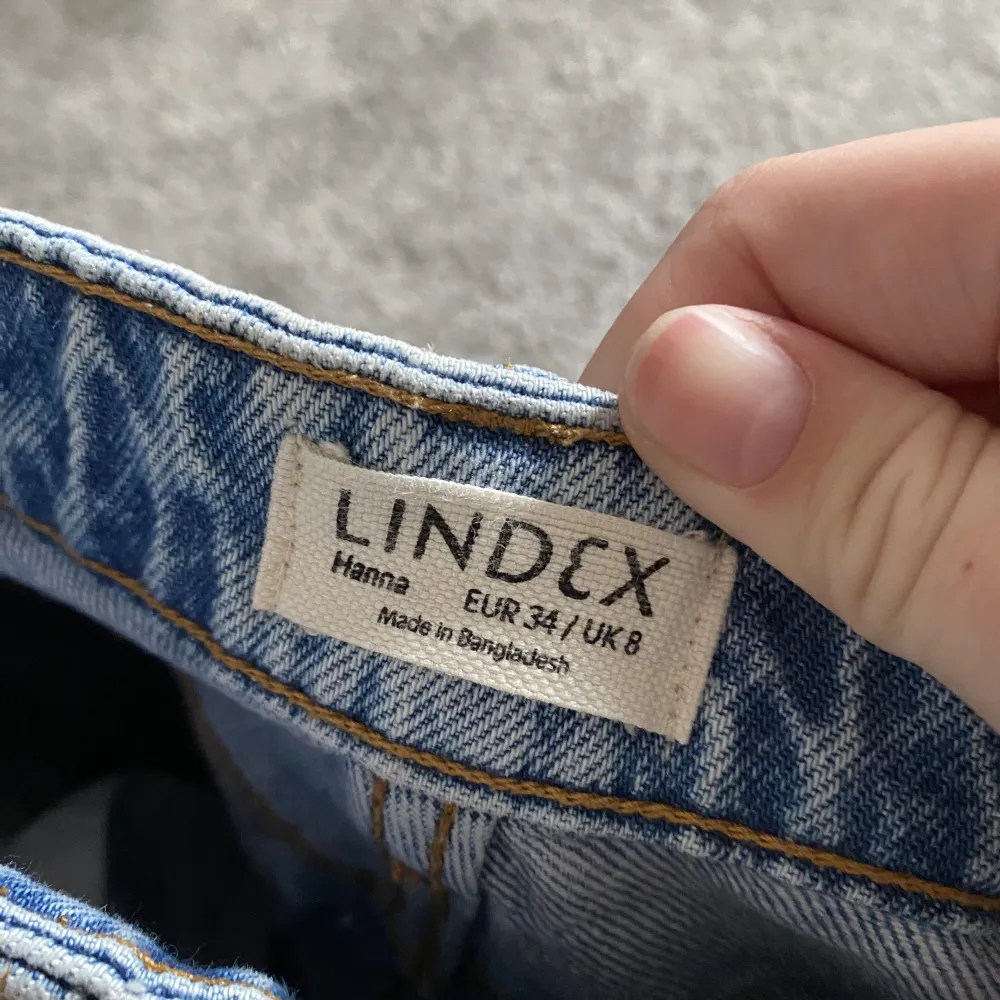 LINDEX
Hanna
EUR 34 / UK 8
Made in Bangladesh